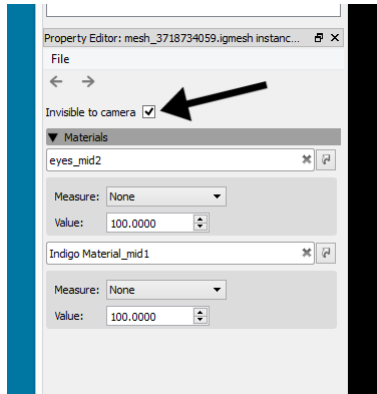 Property Editor: mesh_3718734059.igmesh instanc...
File
Invisible to camera
Materials
eyes_mid2
Measure: None
Value: 100.0000
Indigo Material_mid1
Measure: None
Value: 100.0000